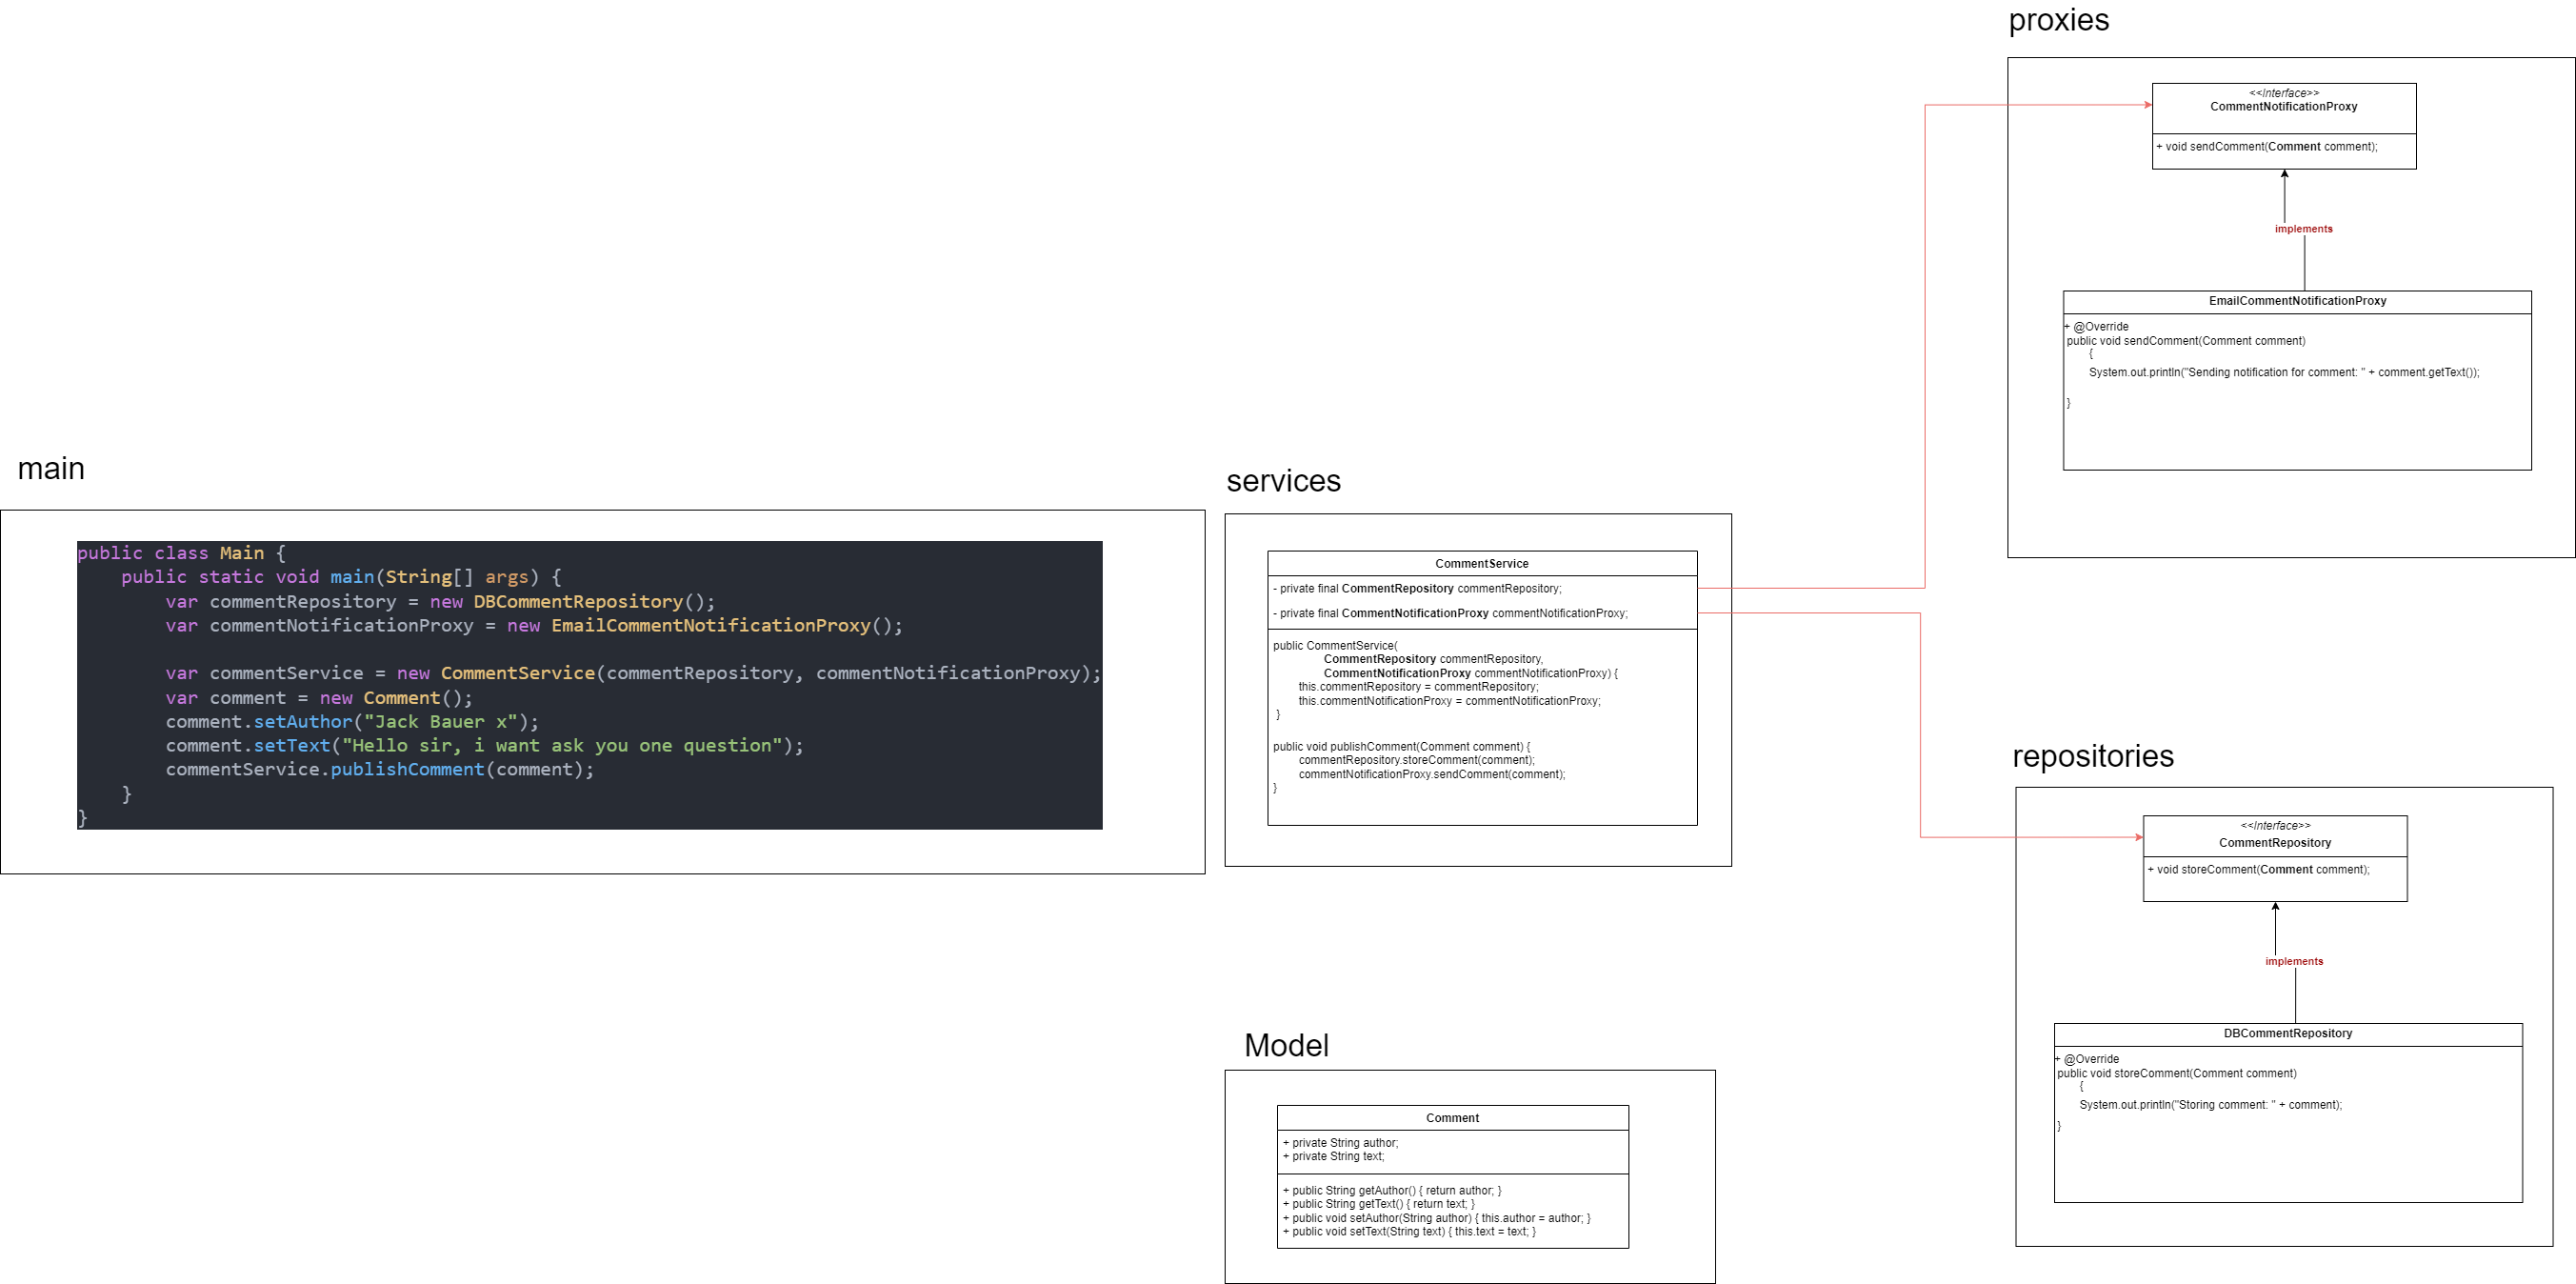 proxies
<<Interface>>
CommentNotificationProxy
+ void sendComment(Comment comment);
implements
EmailCommentNotificationProxy
+ @Override
public void sendComment(Comment comment)
{
System.out.println("Sending notification for comment: " + comment.getText());
}
main
public class Main {
public static void main(String[] args) {
var commentRepository = new DBCommentRepository();
var commentNotificationProxy = new EmailCommentNotificationProxy();
var commentService = new CommentService(commentRepository, commentNotificationProxy);
var comment = new Comment();
comment.setAuthor("Jack Bauer x");
comment.setText("Hello sir, i want ask you one question");
commentService.publishComment(comment);
}
}
services
CommentService
- private final CommentRepository commentRepository;
- private final CommentNotificationProxy commentNotificationProxy;
public CommentService(
CommentRepository commentRepository,
CommentNotificationProxy commentNotificationProxy) {
this.commentRepository = commentRepository;
this.commentNotificationProxy = commentNotificationProxy;
}
public void publishComment(Comment comment) {
commentRepository.storeComment(comment);
commentNotificationProxy.sendComment(comment);
}
repositories
<<Interface>>
CommentRepository
+ void storeComment(Comment comment);
implements
DBCommentRepository
+ @Override
public void storeComment(Comment comment)
{
System.out.println("Storing comment: " + comment);
}
Model
Comment
+ private String author;
+ private String text;
+ public String getAuthor() { return author; }
+ public String getText() { return text; }
+ public void setAuthor(String author) { this.author = author; }
+ public void setText(String text) { this.text = text; }